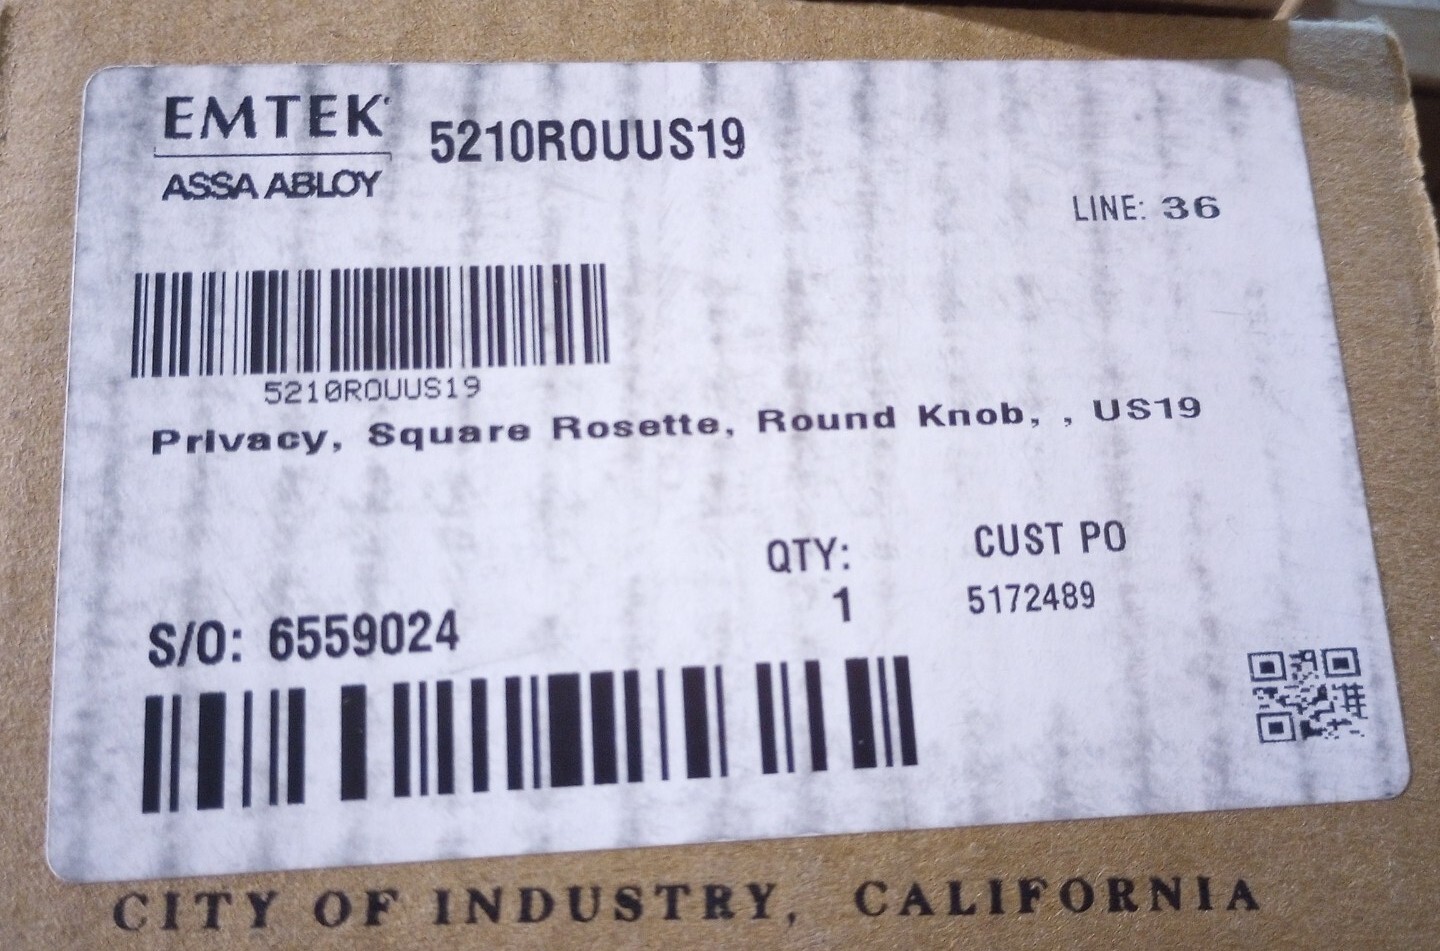 EMTEK
ASSA ABLOY
5210ROUUS19
LINE: 36
5210ROUUS19
Privacy, Square Rosette, Round Knob, , US19
QTY:
1
CUST PO
5172489
S/O: 6559024
CITY OF INDUSTRY, CALIFORNIA